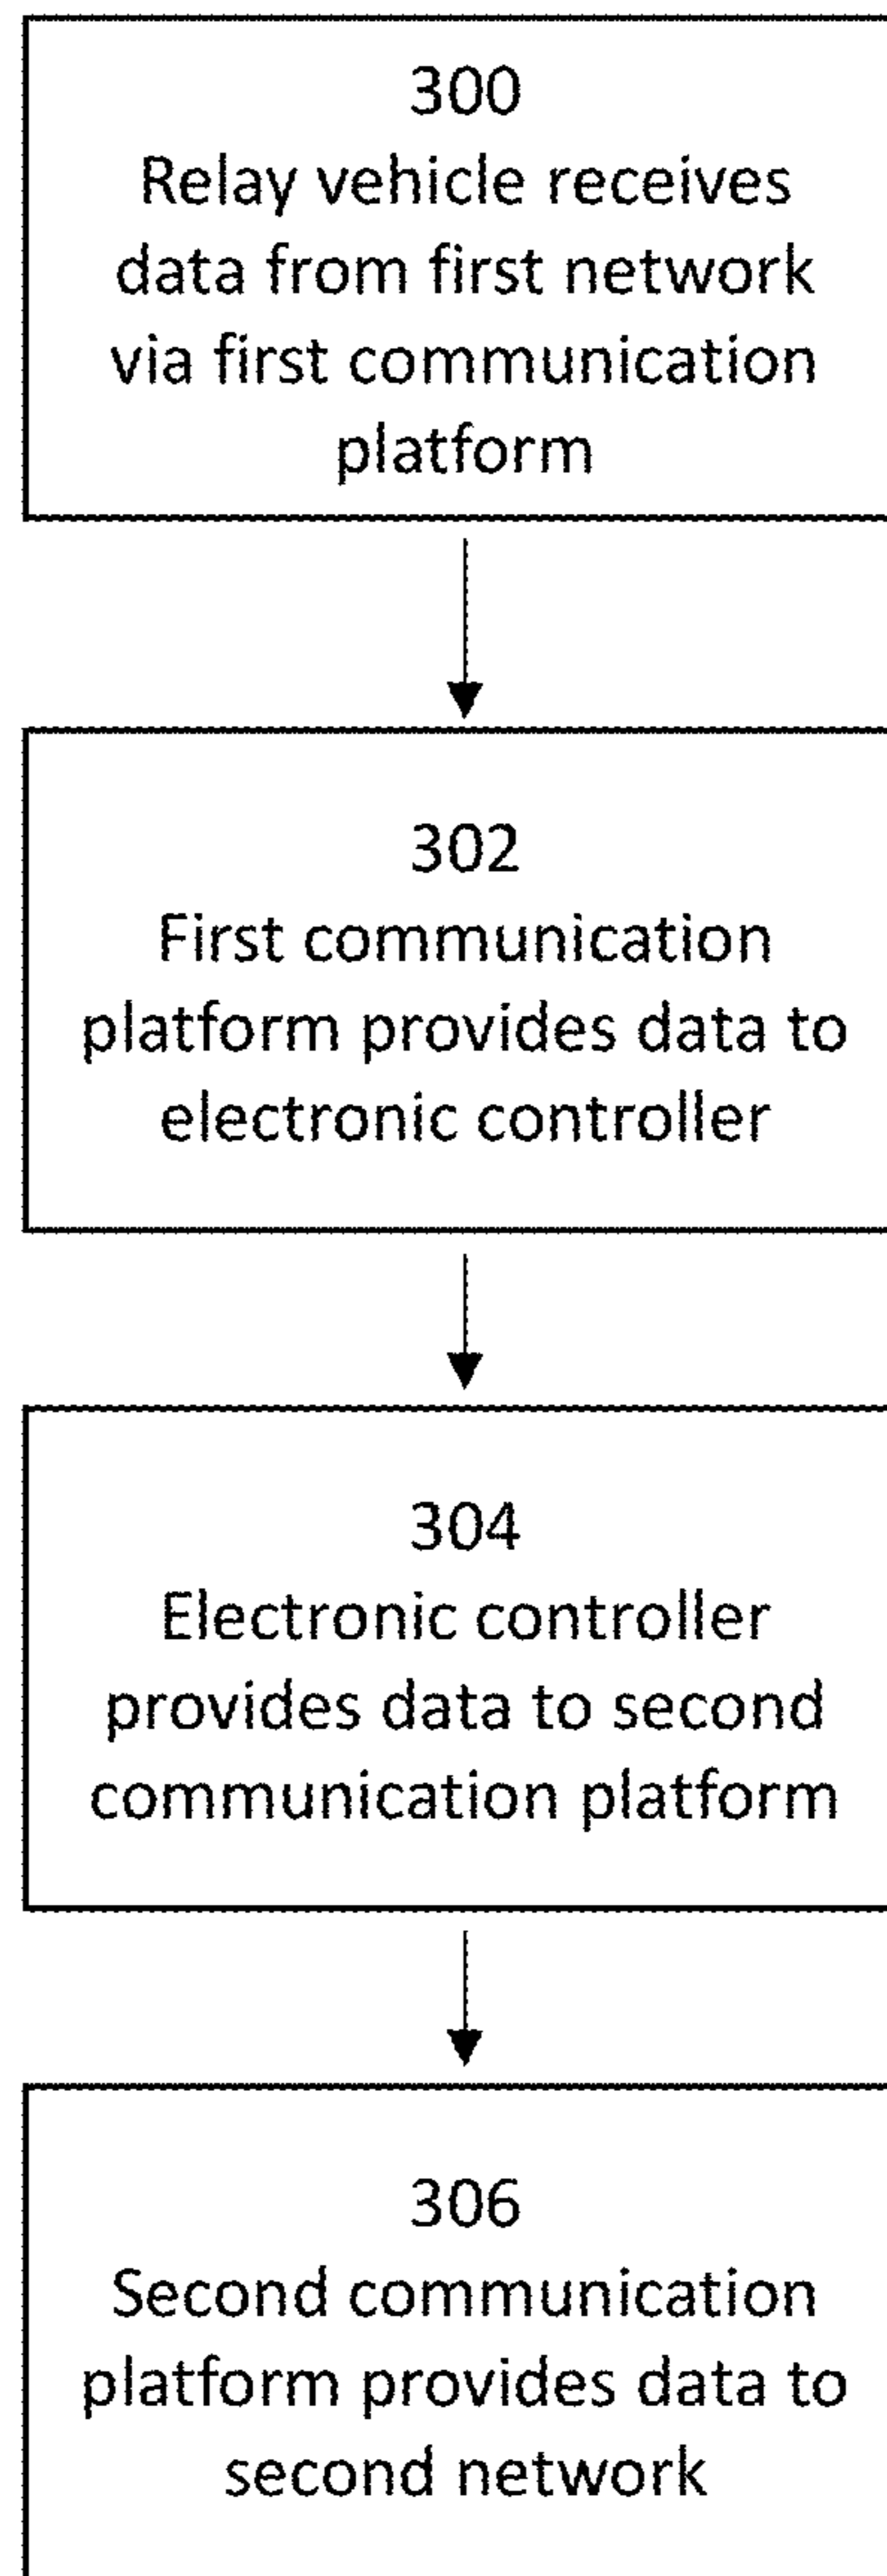 300
Relay vehicle receives
data from first network
via first communication
platform
302
First communication
platform provides data to
electronic controller
304
Electronic controller
provides data to second
communication platform
306
Second communication
platform provides data to
second network